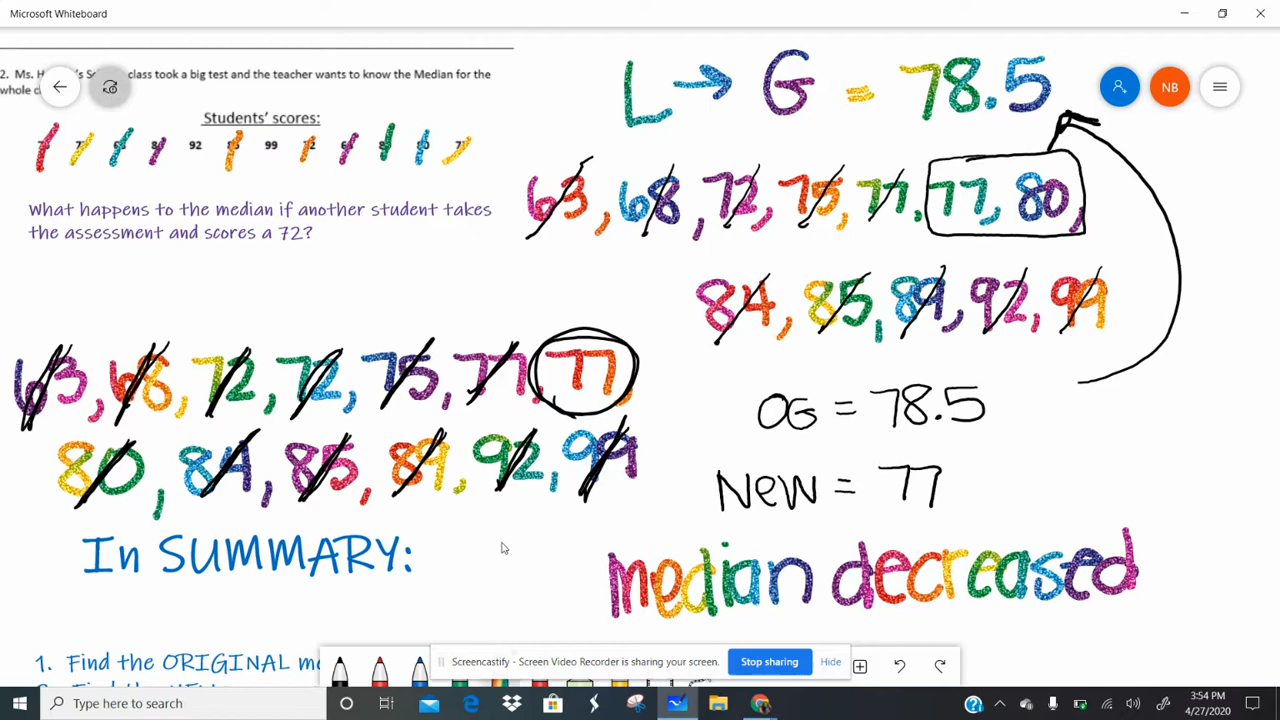 Microsoft Whiteboard
2. Ms. class took a big test and the teacher wants to know the Median for the
whole
Students' scores:
92 99
What happens to the median if another student takes
the assessment and scores a 72?
L → G = 78.5
63, 68, 72, 75, 77, 77, 80,
84, 85, 89, 92, 99
NB
63, 68, 72, 72, 75, 77, 77,
80, 84, 85, 89, 92, 99
OG = 78.5
New = 77
median decreased
In SUMMARY:
1. Find the ORIGINAL
Screencastify - Screen Video Recorder is sharing your screen.
Stop sharing
Hide
Type here to search
3:54 PM
4/27/2020